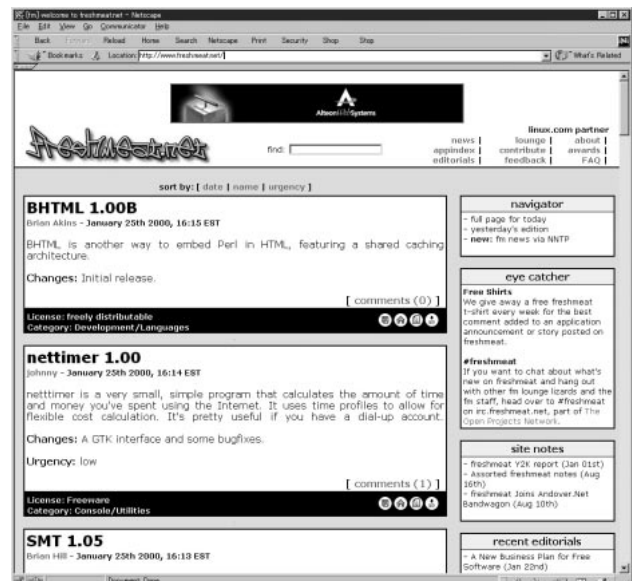 [fm] welcome to freshmeat.net - Netscape
File Edit View Go Communicator Help
Back Forward Reload Home Search Netscape Print Security Shop Stop
Bookmarks Location: http://www.freshmeat.net/ What's Related
Alteon WebSystems
freshmeat.net
find:
linux.com partner
news | lounge | about |
appindex | contribute | awards |
editorials | feedback | FAQ |
sort by: [ date | name | urgency ]
BHTML 1.00B
Brian Akins - January 25th 2000, 16:15 EST
BHTML is another way to embed Perl in HTML, featuring a shared caching
architecture.
Changes: Initial release.
[ comments (0) ]
License: freely distributable
Category: Development/Languages
nettimer 1.00
johnny - January 25th 2000, 16:14 EST
netttimer is a very small, simple program that calculates the amount of time
and money you've spent using the Internet. It uses time profiles to allow for
flexible cost calculation. It's pretty useful if you have a dial-up account.
Changes: A GTK interface and some bugfixes.
Urgency: low
[ comments (1) ]
License: Freeware
Category: Console/Utilities
SMT 1.05
Brian Hill - January 25th 2000, 16:13 EST
navigator
- full page for today
- yesterday's edition
- new: fm news via NNTP
eye catcher
Free Shirts
We give away a free freshmeat
t-shirt every week for the best
comment added to an application
announcement or story posted on
freshmeat.
#freshmeat
If you want to chat about what's
new on freshmeat and hang out
with other fm lounge lizards and the
fm staff, head over to #freshmeat
on irc.freshmeat.net, part of The
Open Projects Network.
site notes
- freshmeat Y2K report (Jan 01st)
- Assorted freshmeat notes (Aug
16th)
- freshmeat Joins Andover.Net
Bandwagon (Aug 10th)
recent editorials
- A New Business Plan for Free
Software (Jan 22nd)
Document: Done